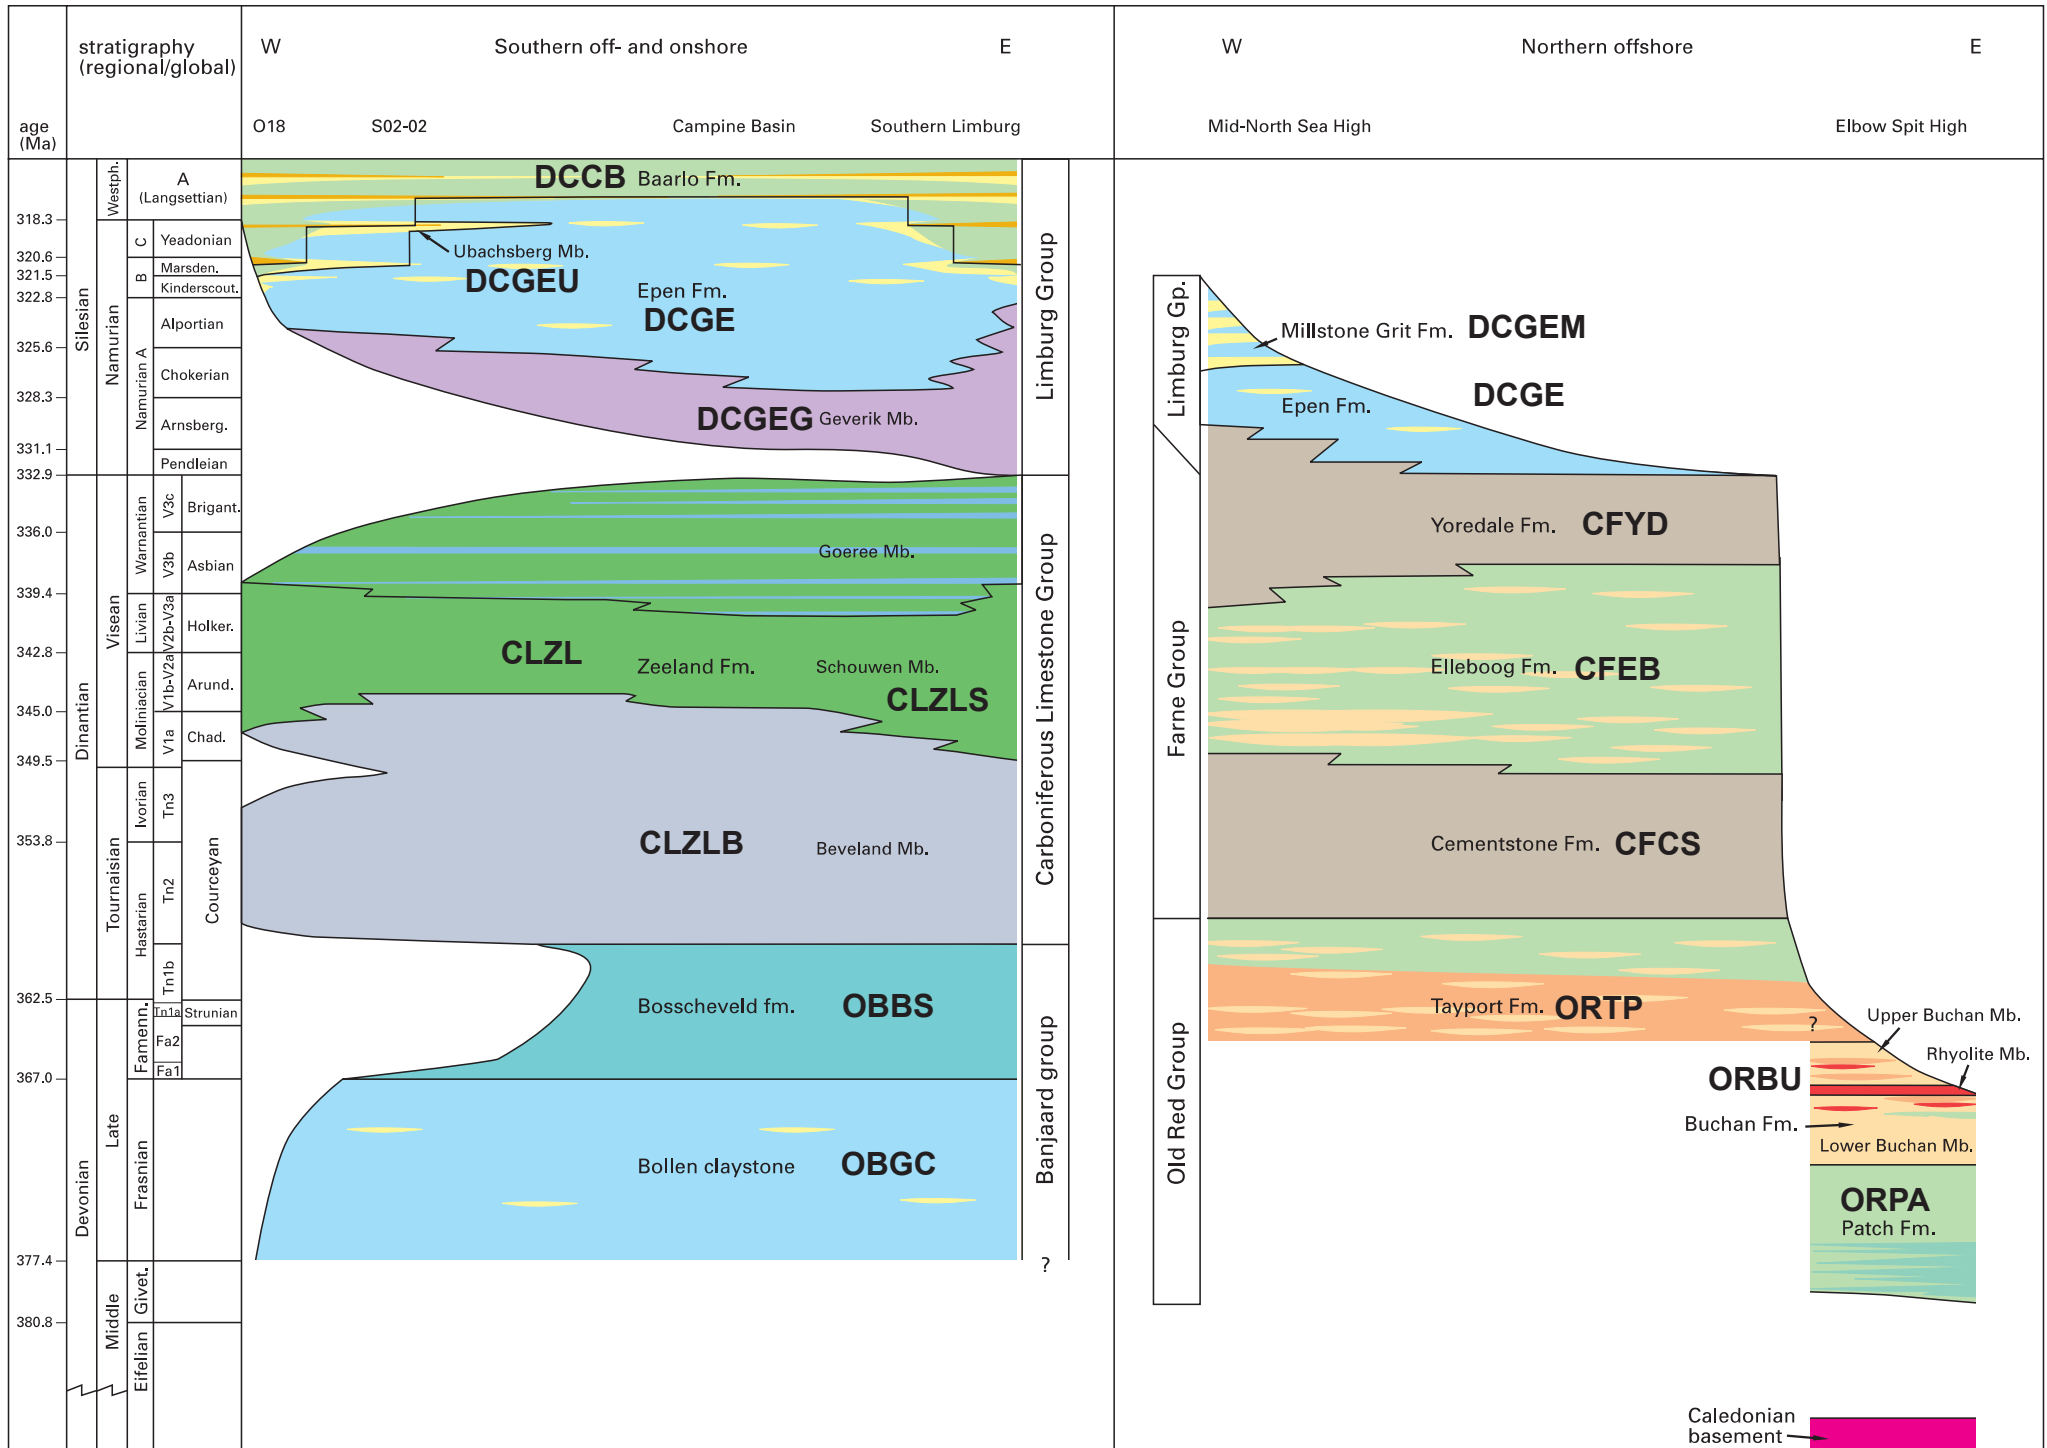 stratigraphy
(regional/global)
age
(Ma)
W
Southern off- and onshore
E
O18
S02-02
Campine Basin
Southern Limburg
W
Northern offshore
E
Mid-North Sea High
Elbow Spit High
318.3
320.6
321.5
322.8
325.6
328.3
331.1
332.9
336.0
339.4
342.8
345.0
349.5
353.8
362.5
367.0
377.4
380.8
Silesian
Dinantian
Devonian
Westph.
Namurian
Visean
Tournaisian
Late
Middle
A
(Langsettian)
C
B
Namurian A
Warnantian
Livian
Molinician
Ivorian
Hastarian
Famenn.
Frasnian
Givet.
Eifelian
Yeadonian
Marsden.
Kinderscout.
Alportian
Chokerian
Arnsberg.
Pendleian
V3c
V3b
V2b-V3a
V1b-V2a
V1a
Tn3
Tn2
Tn1b
Tn1a
Fa2
Fa1
Brigant.
Asbian
Holker.
Arund.
Chad.
Courceyan
Strunian
DCCB Baarlo Fm.
Ubachsberg Mb.
DCGEU
Epen Fm.
DCGE
DCGEG Geverik Mb.
Goeree Mb.
CLZL Zeeland Fm. Schouwen Mb.
CLZLS
CLZLB Beveland Mb.
Bosscheveld fm. OBBS
Bollen claystone OBGC
Limburg Group
Carboniferous Limestone Group
Banjaard group
?
Limburg Gp.
Farne Group
Old Red Group
Millstone Grit Fm. DCGEM
DCGE
Epen Fm.
Yoredale Fm. CFYD
Elleboog Fm. CFEB
Cementstone Fm. CFCS
Tayport Fm. ORTP
?
Upper Buchan Mb.
Rhyolite Mb.
ORBU
Buchan Fm.
Lower Buchan Mb.
ORPA
Patch Fm.
Caledonian
basement